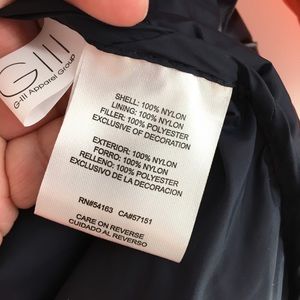 G-III
G-III Apparel Group
SHELL: 100% NYLON
LINING: 100% NYLON
FILLER: 100% POLYESTER
EXCLUSIVE OF DECORATION
EXTERIOR: 100% NYLON
FORRO: 100% NYLON
RELLENO: 100% POLYESTER
EXCLUSIVO DE LA DECORACION
RN#54163 CA#57151
CARE ON REVERSE
CUIDADO AL REVERSO